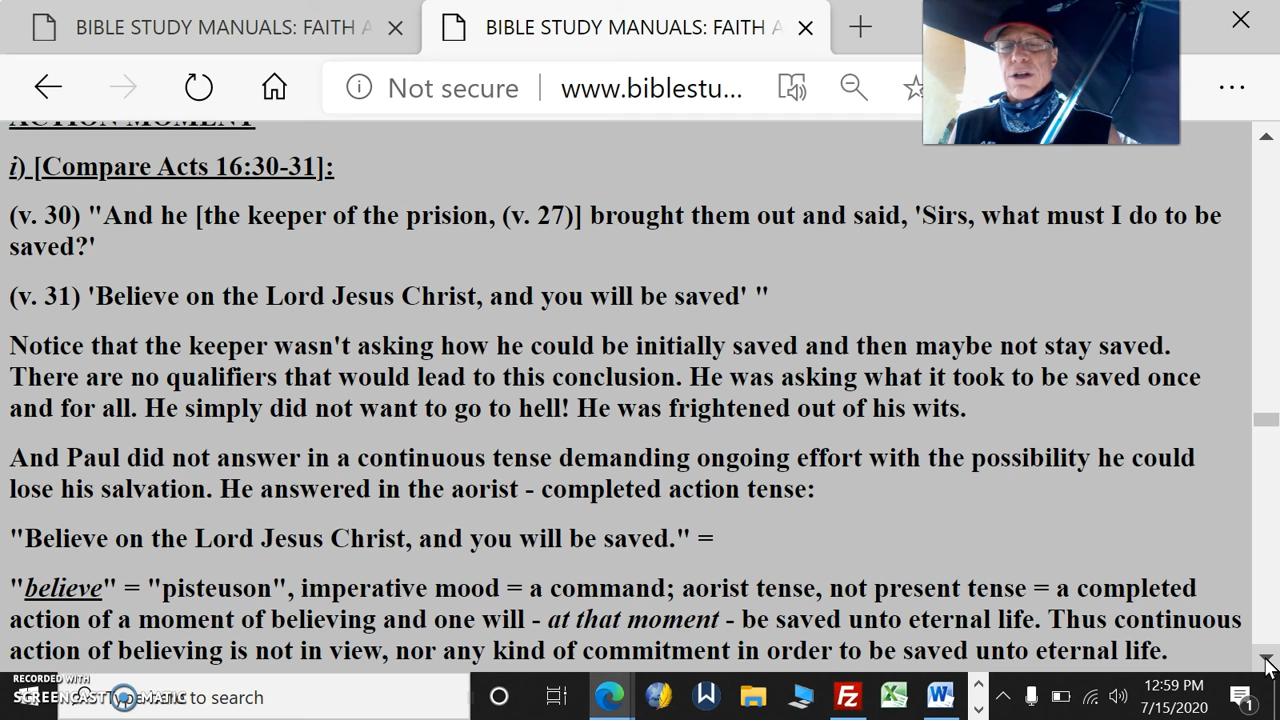 BIBLE STUDY MANUALS: FAITH A
BIBLE STUDY MANUALS: FAITH A
Not secure
www.biblestu...
ACTION MOMENT
i) [Compare Acts 16:30-31]:
(v. 30) "And he [the keeper of the prision, (v. 27)] brought them out and said, 'Sirs, what must I do to be
saved?'
(v. 31) 'Believe on the Lord Jesus Christ, and you will be saved' "
Notice that the keeper wasn't asking how he could be initially saved and then maybe not stay saved.
There are no qualifiers that would lead to this conclusion. He was asking what it took to be saved once
and for all. He simply did not want to go to hell! He was frightened out of his wits.
And Paul did not answer in a continuous tense demanding ongoing effort with the possibility he could
lose his salvation. He answered in the aorist - completed action tense:
"Believe on the Lord Jesus Christ, and you will be saved." =
"believe" = "pisteuson", imperative mood = a command; aorist tense, not present tense = a completed
action of a moment of believing and one will - at that moment - be saved unto eternal life. Thus continuous
action of believing is not in view, nor any kind of commitment in order to be saved unto eternal life.
RECORDED WITH
SCREENCAST-O-MATIC
to search
12:59 PM
7/15/2020
1